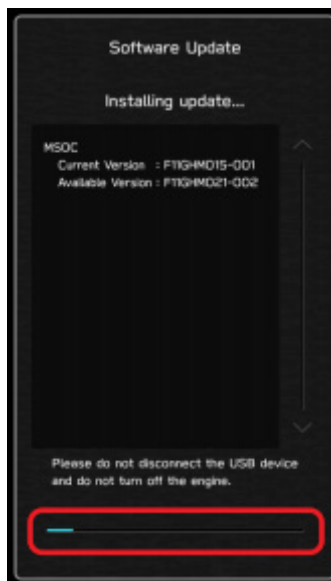 Software Update
Installing update...
MSOC
Current Version : F11GHMD15-001
Available Version : F11GHMD21-002
Please do not disconnect the USB device
and do not turn off the engine.